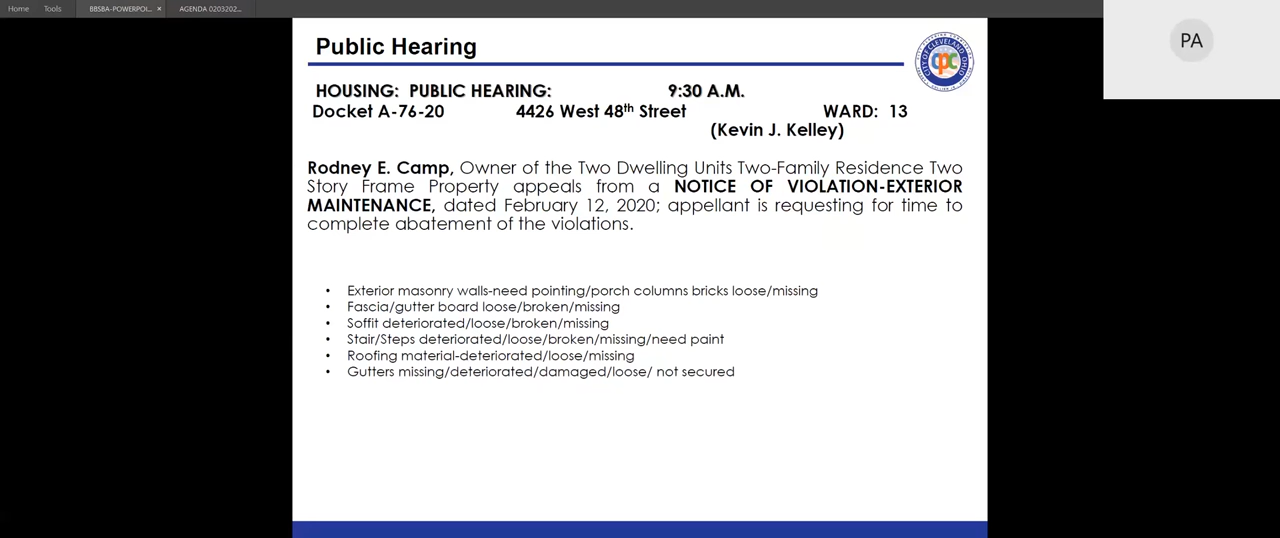 Home Tools BBSBA-POWERPOI... × AGENDA 0203202...
PA
Public Hearing
CITY OF CLEVELAND, OHIO
cpc
HOUSING: PUBLIC HEARING: 9:30 A.M.
Docket A-76-20 4426 West 48th Street WARD: 13
(Kevin J. Kelley)
Rodney E. Camp, Owner of the Two Dwelling Units Two-Family Residence Two
Story Frame Property appeals from a NOTICE OF VIOLATION-EXTERIOR
MAINTENANCE, dated February 12, 2020; appellant is requesting for time to
complete abatement of the violations.
• Exterior masonry walls-need pointing/porch columns bricks loose/missing
• Fascia/gutter board loose/broken/missing
• Soffit deteriorated/loose/broken/missing
• Stair/Steps deteriorated/loose/broken/missing/need paint
• Roofing material-deteriorated/loose/missing
• Gutters missing/deteriorated/damaged/loose/ not secured